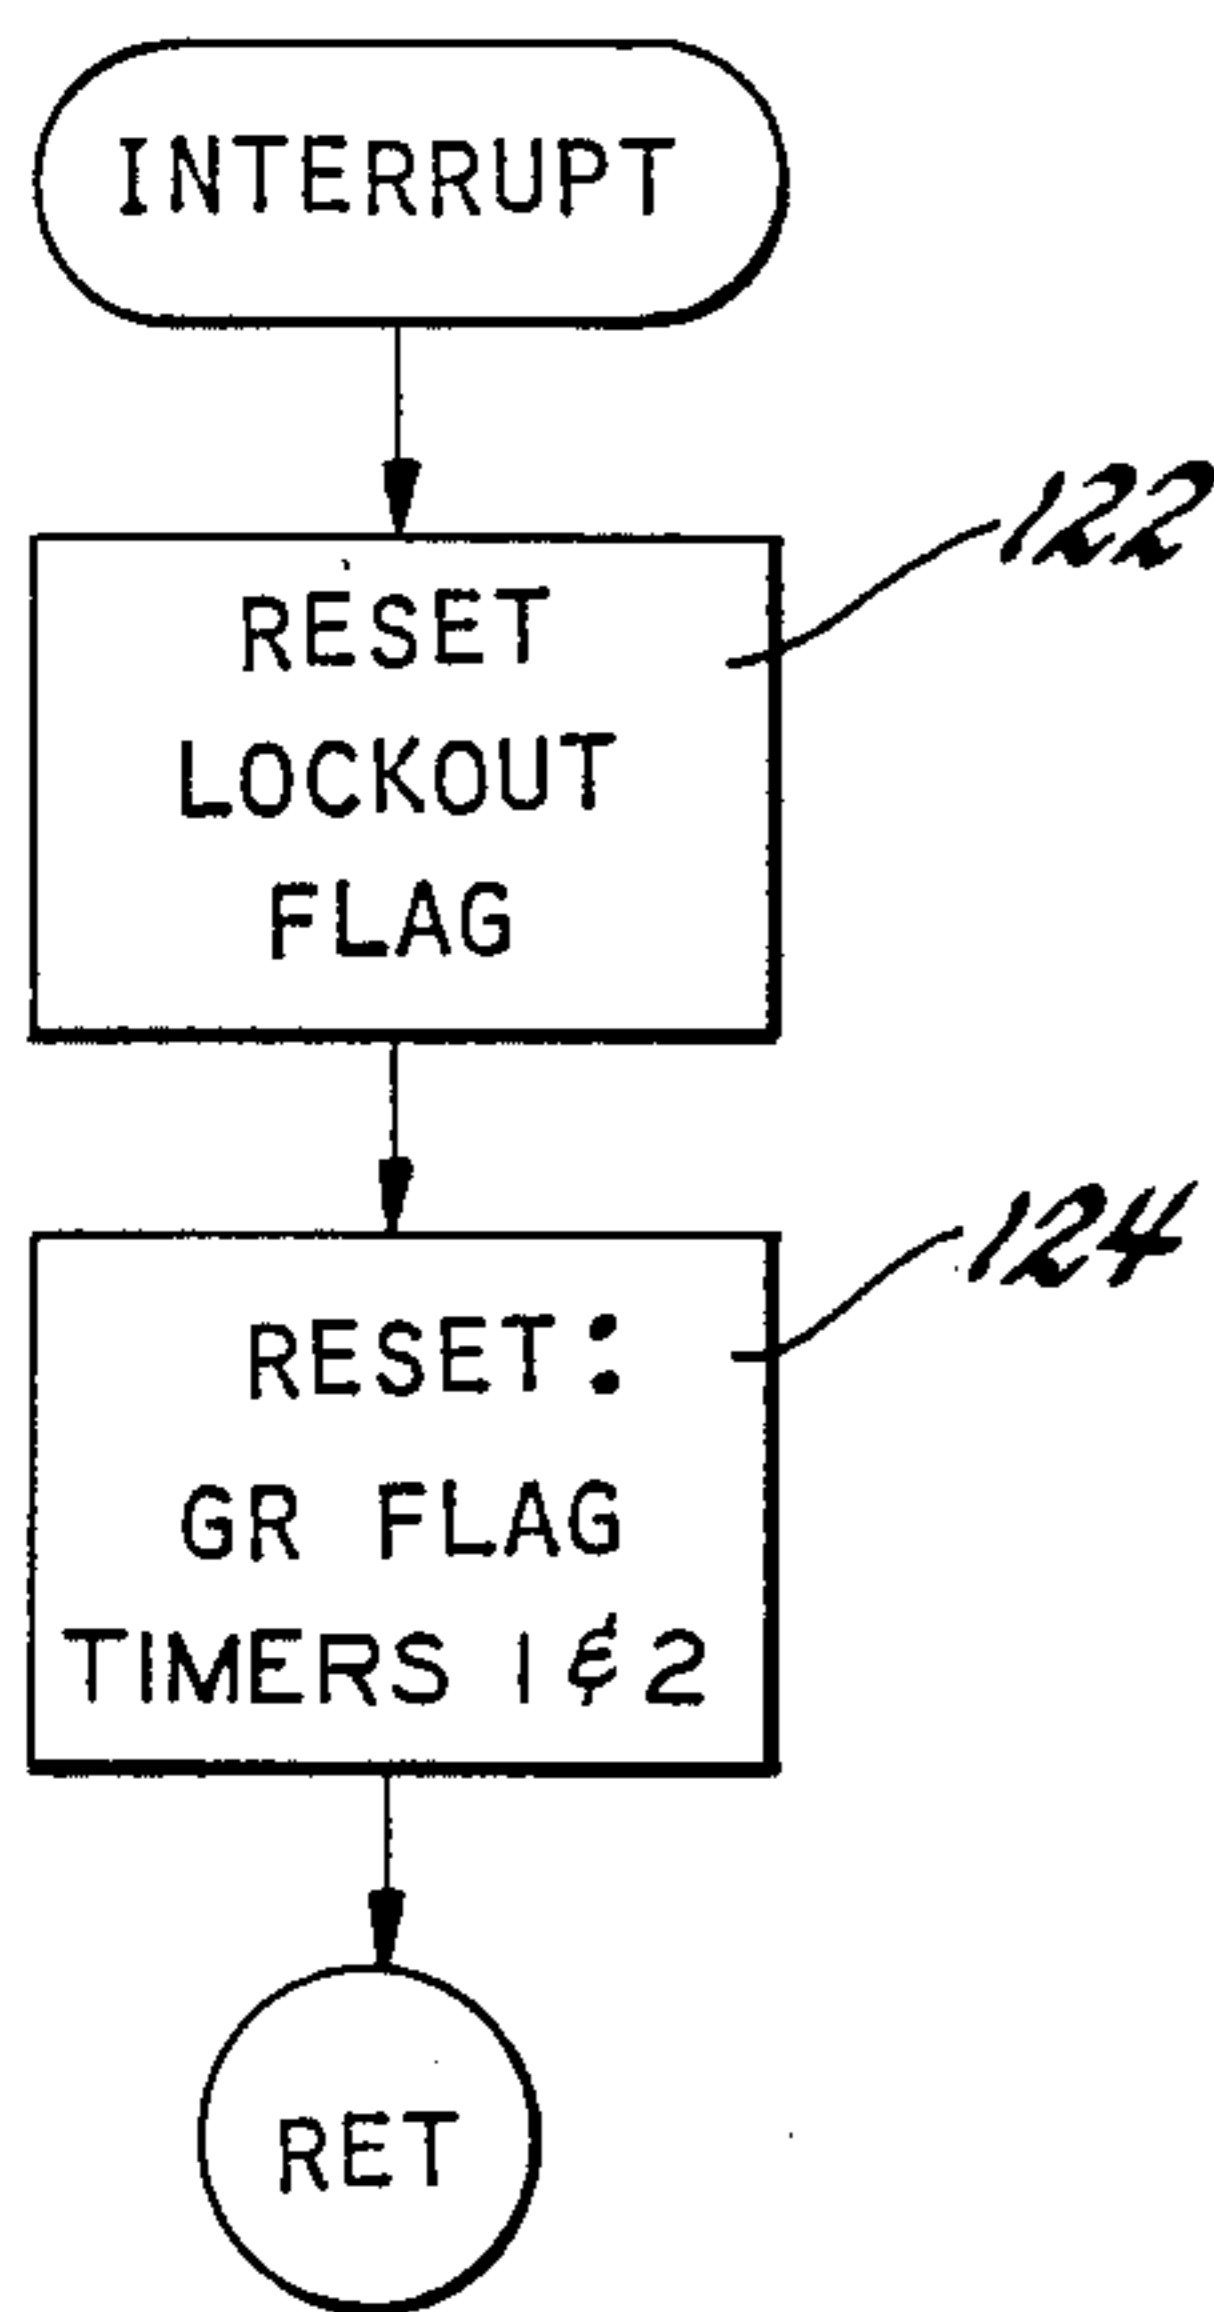 INTERRUPT
122
RESET
LOCKOUT
FLAG
124
RESET:
GR FLAG
TIMERS 1 & 2
RET